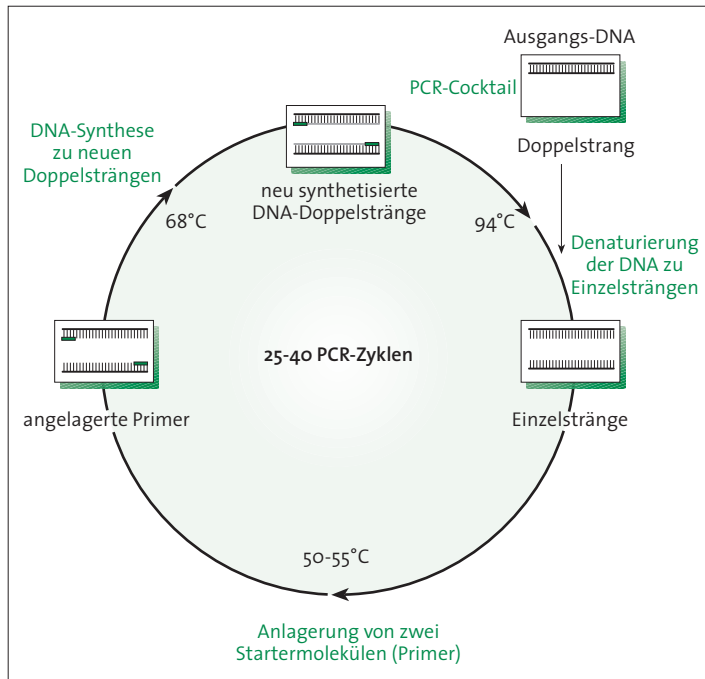 Ausgangs-DNA
PCR-Cocktail
Doppelstrang
DNA-Synthese
zu neuen
Doppelsträngen
neu synthetisierte
DNA-Doppelstränge
68°C
94°C
Denaturierung
der DNA zu
Einzelsträngen
25-40 PCR-Zyklen
angelagerte Primer
Einzelstränge
50-55°C
Anlagerung von zwei
Startermolekülen (Primer)